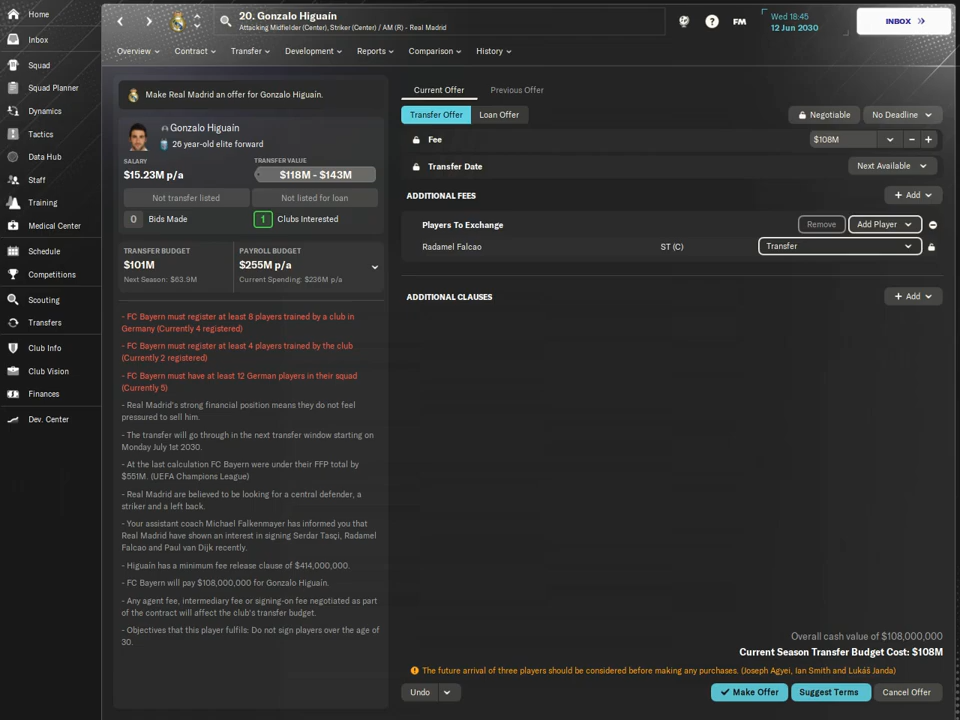 Home
Inbox
Squad
Squad Planner
Dynamics
Tactics
Data Hub
Staff
Training
Medical Center
Schedule
Competitions
Scouting
Transfers
Club Info
Club Vision
Finances
Dev. Center
20. Gonzalo Higuaín
Attacking Midfielder (Center), Striker (Center) / AM (R) - Real Madrid
? FM
Wed 18:45
12 Jun 2030
INBOX
Overview Contract Transfer Development Reports Comparison History
Make Real Madrid an offer for Gonzalo Higuaín.
Gonzalo Higuaín
26 year-old elite forward
SALARY TRANSFER VALUE
$15.23M p/a $118M - $143M
Not transfer listed Not listed for loan
0 Bids Made 1 Clubs Interested
TRANSFER BUDGET PAYROLL BUDGET
$101M $255M p/a
Next Season: $63.9M Current Spending: $236M p/a
- FC Bayern must register at least 8 players trained by a club in
Germany (Currently 4 registered)
- FC Bayern must register at least 4 players trained by the club
(Currently 2 registered)
- FC Bayern must have at least 12 German players in their squad
(Currently 5)
- Real Madrid's strong financial position means they do not feel
pressured to sell him.
- The transfer will go through in the next transfer window starting on
Monday July 1st 2030.
- At the last calculation FC Bayern were under their FFP total by
$551M. (UEFA Champions League)
- Real Madrid are believed to be looking for a central defender, a
striker and a left back.
- Your assistant coach Michael Falkenmayer has informed you that
Real Madrid have shown an interest in signing Serdar Tasçi, Radamel
Falcao and Paul van Dijk recently.
- Higuaín has a minimum fee release clause of $414,000,000.
- FC Bayern will pay $108,000,000 for Gonzalo Higuaín.
- Any agent fee, intermediary fee or signing-on fee negotiated as part
of the contract will affect the club's transfer budget.
- Objectives that this player fulfils: Do not sign players over the age of
30.
Current Offer Previous Offer
Transfer Offer Loan Offer Negotiable No Deadline
Fee $108M - +
Transfer Date Next Available
ADDITIONAL FEES + Add
Players To Exchange Remove Add Player
Radamel Falcao ST (C) Transfer
ADDITIONAL CLAUSES + Add
Overall cash value of $108,000,000
Current Season Transfer Budget Cost: $108M
The future arrival of three players should be considered before making any purchases. (Joseph Agyei, Ian Smith and Lukáš Janda)
Undo Make Offer Suggest Terms Cancel Offer